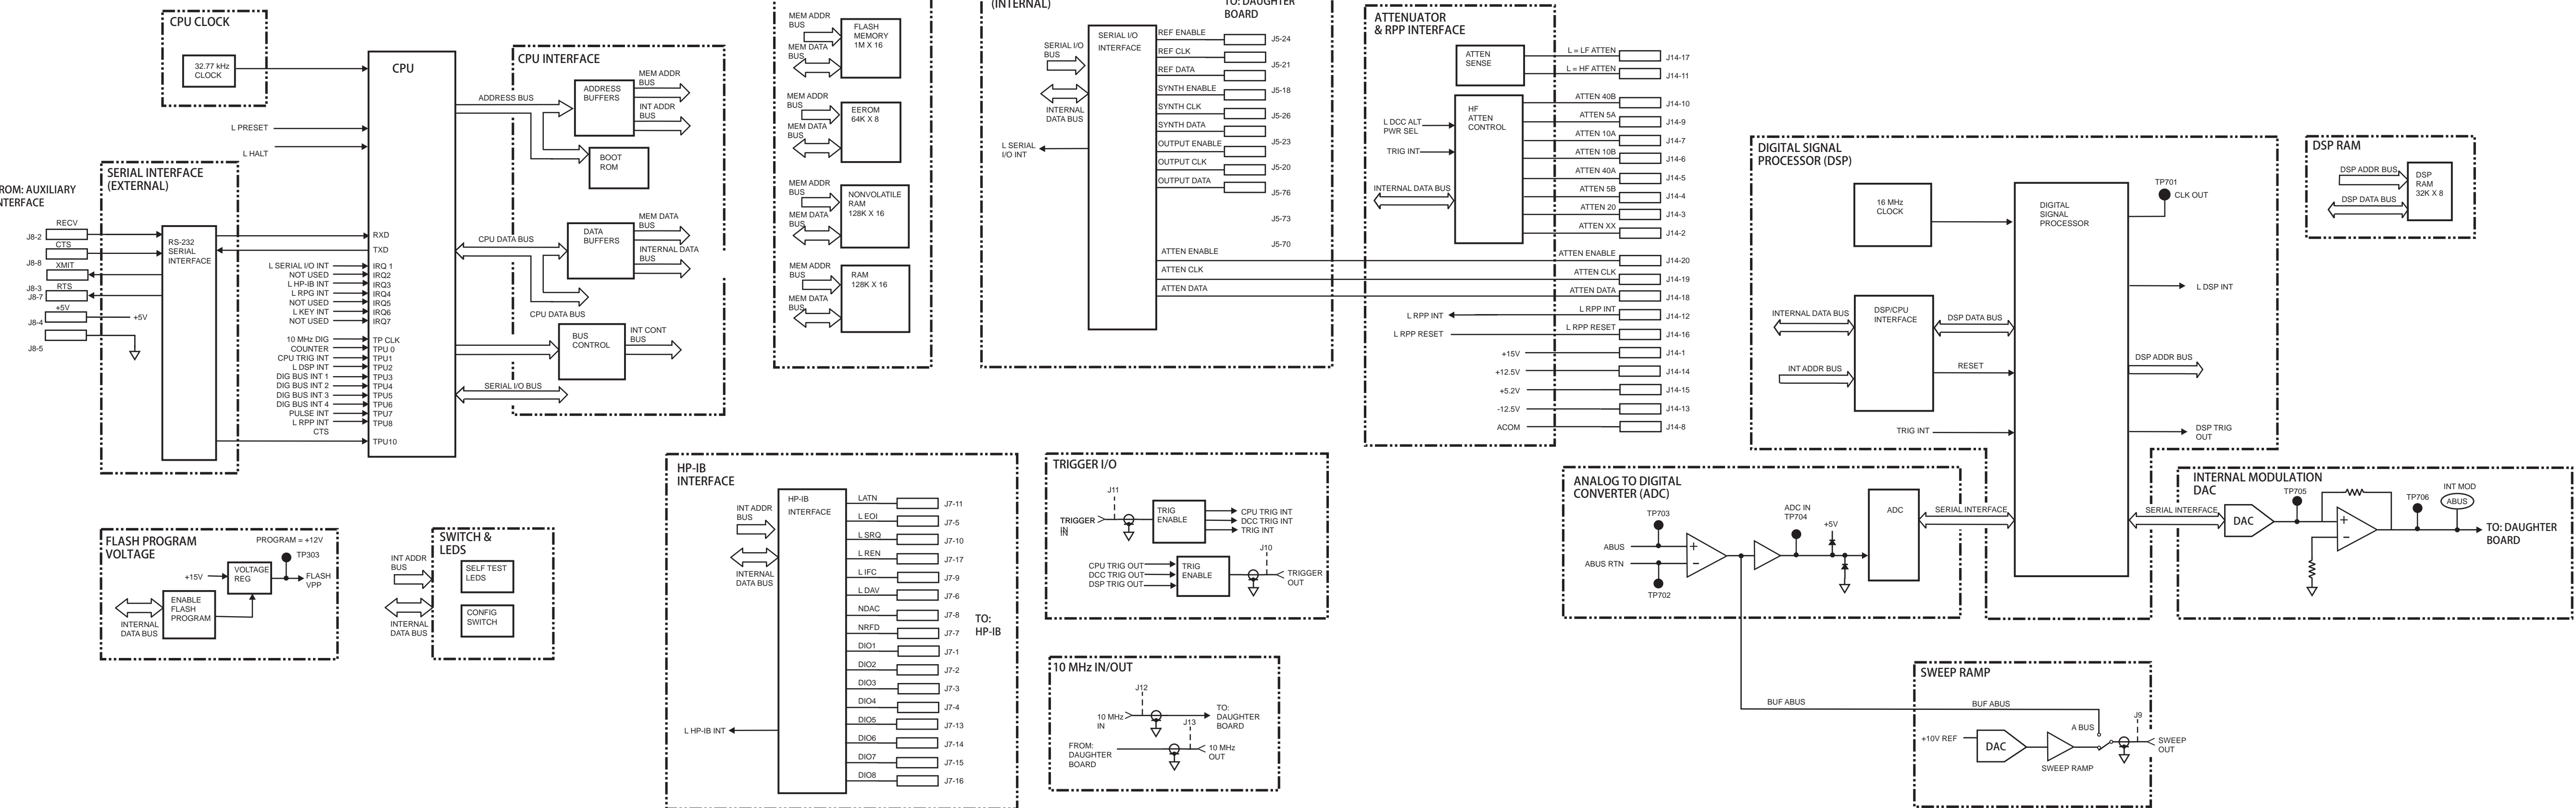 CPU CLOCK
32.77 kHz
CLOCK
L PRESET
L HALT
CPU
RXD
TXD
IRQ 1
IRQ2
IRQ3
IRQ4
IRQ5
IRQ6
IRQ7
TP CLK
TPU 0
TPU1
TPU2
TPU3
TPU4
TPU5
TPU6
TPU7
TPU8
TPU10
L SERIAL I/O INT
NOT USED
L HP-IB INT
L RPG INT
NOT USED
L KEY INT
NOT USED
10 MHz DIG
COUNTER
CPU TRIG INT
L DSP INT
DIG BUS INT 1
DIG BUS INT 2
DIG BUS INT 3
DIG BUS INT 4
PULSE INT
L RPP INT
CTS
SERIAL INTERFACE
(EXTERNAL)
ROM: AUXILIARY
NTERFACE
RS-232
SERIAL
INTERFACE
RECV
J8-2
CTS
J8-8
XMIT
J8-3
RTS
J8-7
+5V
J8-4
+5V
J8-5
CPU INTERFACE
ADDRESS BUS
ADDRESS
BUFFERS
MEM ADDR
BUS
INT ADDR
BUS
BOOT
ROM
CPU DATA BUS
DATA
BUFFERS
MEM DATA
BUS
INTERNAL DATA
BUS
CPU DATA BUS
BUS
CONTROL
INT CONT
BUS
SERIAL I/O BUS
MEM ADDR
BUS
MEM DATA
BUS
FLASH
MEMORY
1M X 16
MEM ADDR
BUS
MEM DATA
BUS
EEROM
64K X 8
MEM ADDR
BUS
MEM DATA
BUS
NONVOLATILE
RAM
128K X 16
MEM ADDR
BUS
MEM DATA
BUS
RAM
128K X 16
(INTERNAL)
TO: DAUGHTER
BOARD
SERIAL I/O
BUS
INTERNAL
DATA BUS
L SERIAL
I/O INT
SERIAL I/O
INTERFACE
REF ENABLE
REF CLK
REF DATA
SYNTH ENABLE
SYNTH CLK
SYNTH DATA
OUTPUT ENABLE
OUTPUT CLK
OUTPUT DATA
J5-24
J5-21
J5-18
J5-26
J5-23
J5-20
J5-76
J5-73
J5-70
ATTEN ENABLE
ATTEN CLK
ATTEN DATA
ATTENUATOR
& RPP INTERFACE
ATTEN
SENSE
L = LF ATTEN
J14-17
L = HF ATTEN
J14-11
HF
ATTEN
CONTROL
L DCC ALT
PWR SEL
TRIG INT
INTERNAL DATA BUS
ATTEN 40B
J14-10
ATTEN 5A
J14-9
ATTEN 10A
J14-7
ATTEN 10B
J14-6
ATTEN 40A
J14-5
ATTEN 5B
J14-4
ATTEN 20
J14-3
ATTEN XX
J14-2
ATTEN ENABLE
J14-20
ATTEN CLK
J14-19
ATTEN DATA
J14-18
L RPP INT
L RPP INT
J14-12
L RPP RESET
L RPP RESET
J14-16
+15V
J14-1
+12.5V
J14-14
+5.2V
J14-15
-12.5V
J14-13
ACOM
J14-8
DIGITAL SIGNAL
PROCESSOR (DSP)
16 MHz
CLOCK
DIGITAL
SIGNAL
PROCESSOR
TP701
CLK OUT
L DSP INT
INTERNAL DATA BUS
DSP/CPU
INTERFACE
DSP DATA BUS
INT ADDR BUS
RESET
DSP ADDR BUS
TRIG INT
DSP TRIG
OUT
DSP RAM
DSP ADDR BUS
DSP DATA BUS
DSP
RAM
32K X 8
FLASH PROGRAM
VOLTAGE
PROGRAM = +12V
TP303
+15V
VOLTAGE
REG
FLASH
VPP
ENABLE
FLASH
PROGRAM
INTERNAL
DATA BUS
SWITCH &
LEDS
INT ADDR
BUS
INTERNAL
DATA BUS
SELF TEST
LEDS
CONFIG
SWITCH
HP-IB
INTERFACE
INT ADDR
BUS
INTERNAL
DATA BUS
L HP-IB INT
HP-IB
INTERFACE
LATN
J7-11
L EOI
J7-5
L SRQ
J7-10
L REN
J7-17
L IFC
J7-9
L DAV
J7-6
NDAC
J7-8
NRFD
J7-7
DIO1
J7-1
DIO2
J7-2
DIO3
J7-3
DIO4
J7-4
DIO5
J7-13
DIO6
J7-14
DIO7
J7-15
DIO8
J7-16
TO:
HP-IB
TRIGGER I/O
J11
TRIGGER
IN
TRIG
ENABLE
CPU TRIG INT
DCC TRIG INT
TRIG INT
CPU TRIG OUT
DCC TRIG OUT
DSP TRIG OUT
TRIG
ENABLE
J10
TRIGGER
OUT
10 MHz IN/OUT
J12
10 MHz
IN
TO:
DAUGHTER
BOARD
J13
FROM:
DAUGHTER
BOARD
10 MHz
OUT
ANALOG TO DIGITAL
CONVERTER (ADC)
TP703
ABUS
ABUS RTN
TP702
+
−
ADC IN
TP704
+5V
ADC
SERIAL INTERFACE
INTERNAL MODULATION
DAC
SERIAL INTERFACE
DAC
TP705
+
−
TP706
INT MOD
ABUS
TO: DAUGHTER
BOARD
SWEEP RAMP
BUF ABUS
BUF ABUS
A BUS
J9
+10V REF
DAC
SWEEP RAMP
SWEEP
OUT